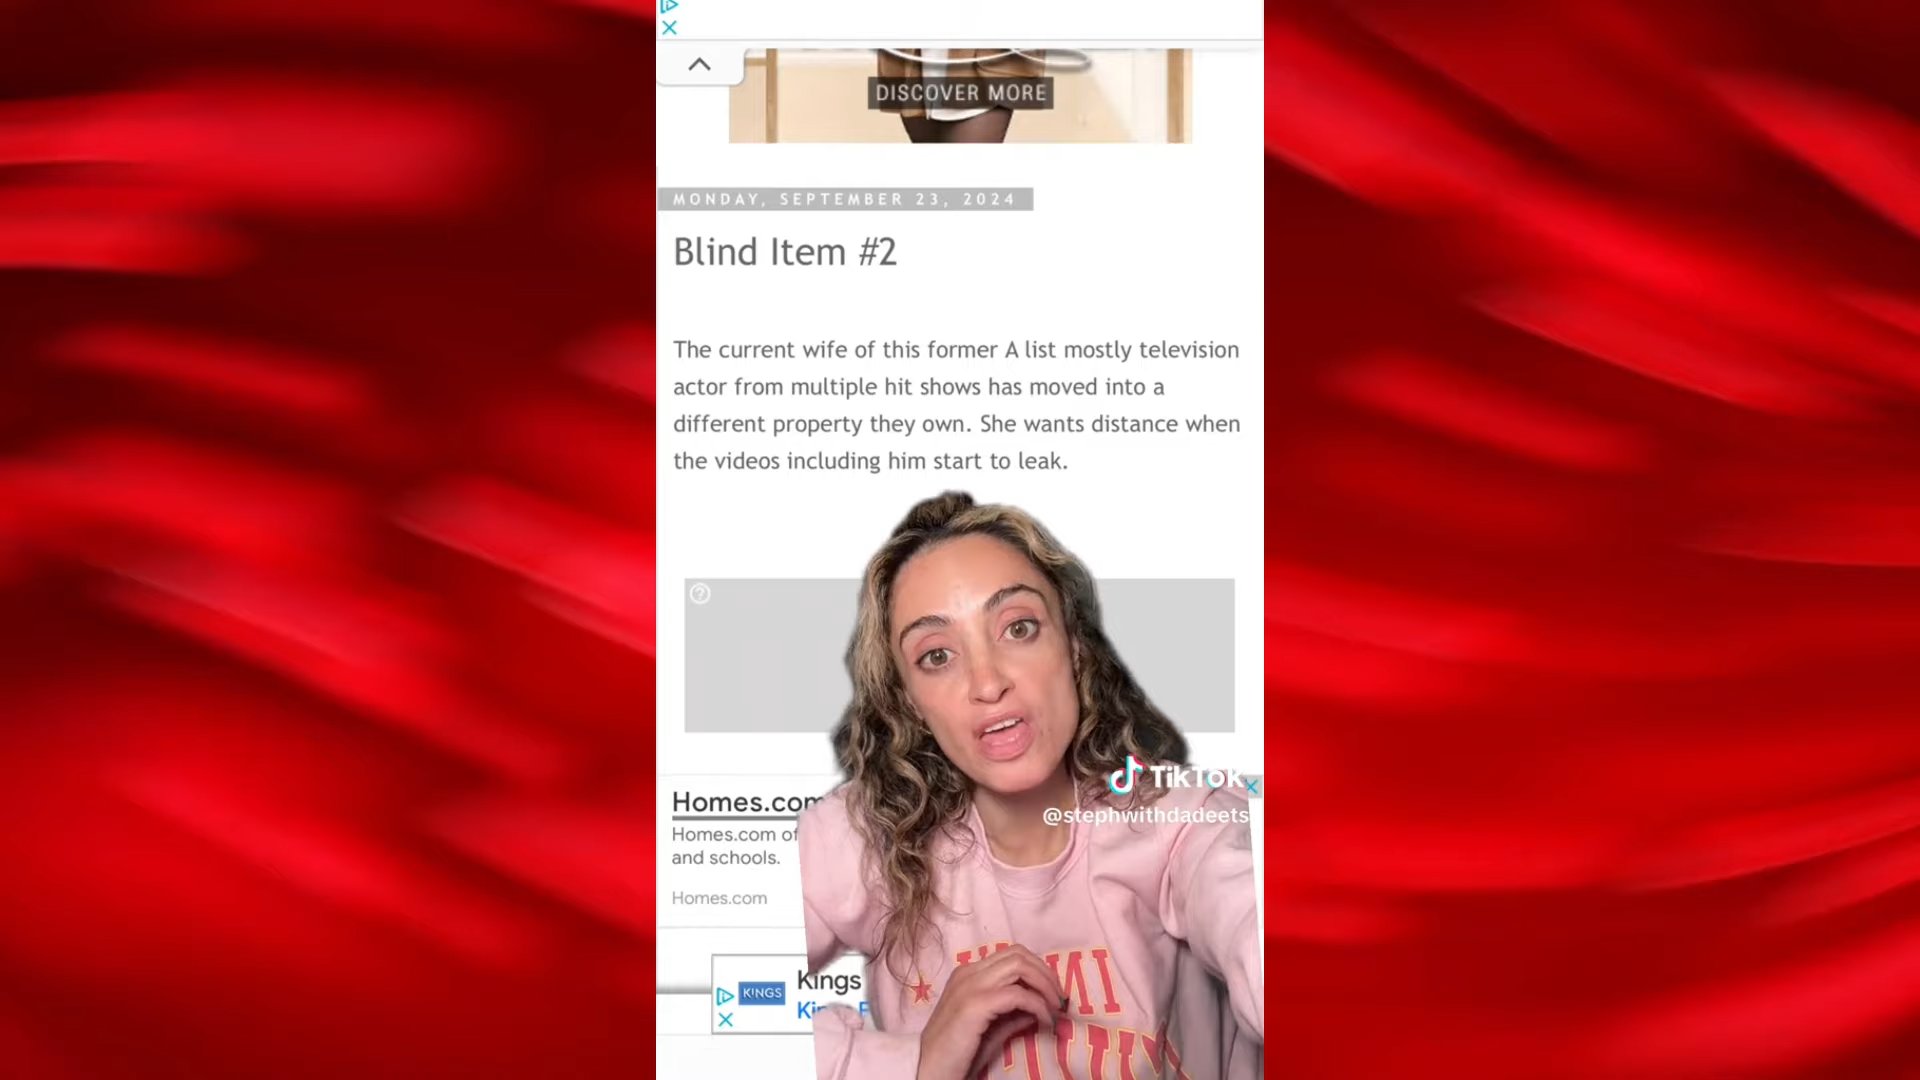 DISCOVER MORE
MONDAY, SEPTEMBER 23, 2024
Blind Item #2
The current wife of this former A list mostly television
actor from multiple hit shows has moved into a
different property they own. She wants distance when
the videos including him start to leak.
TikTok
@stephwithdadeets
Homes.com
Homes.com of
and schools.
Homes.com
KINGS
Kings